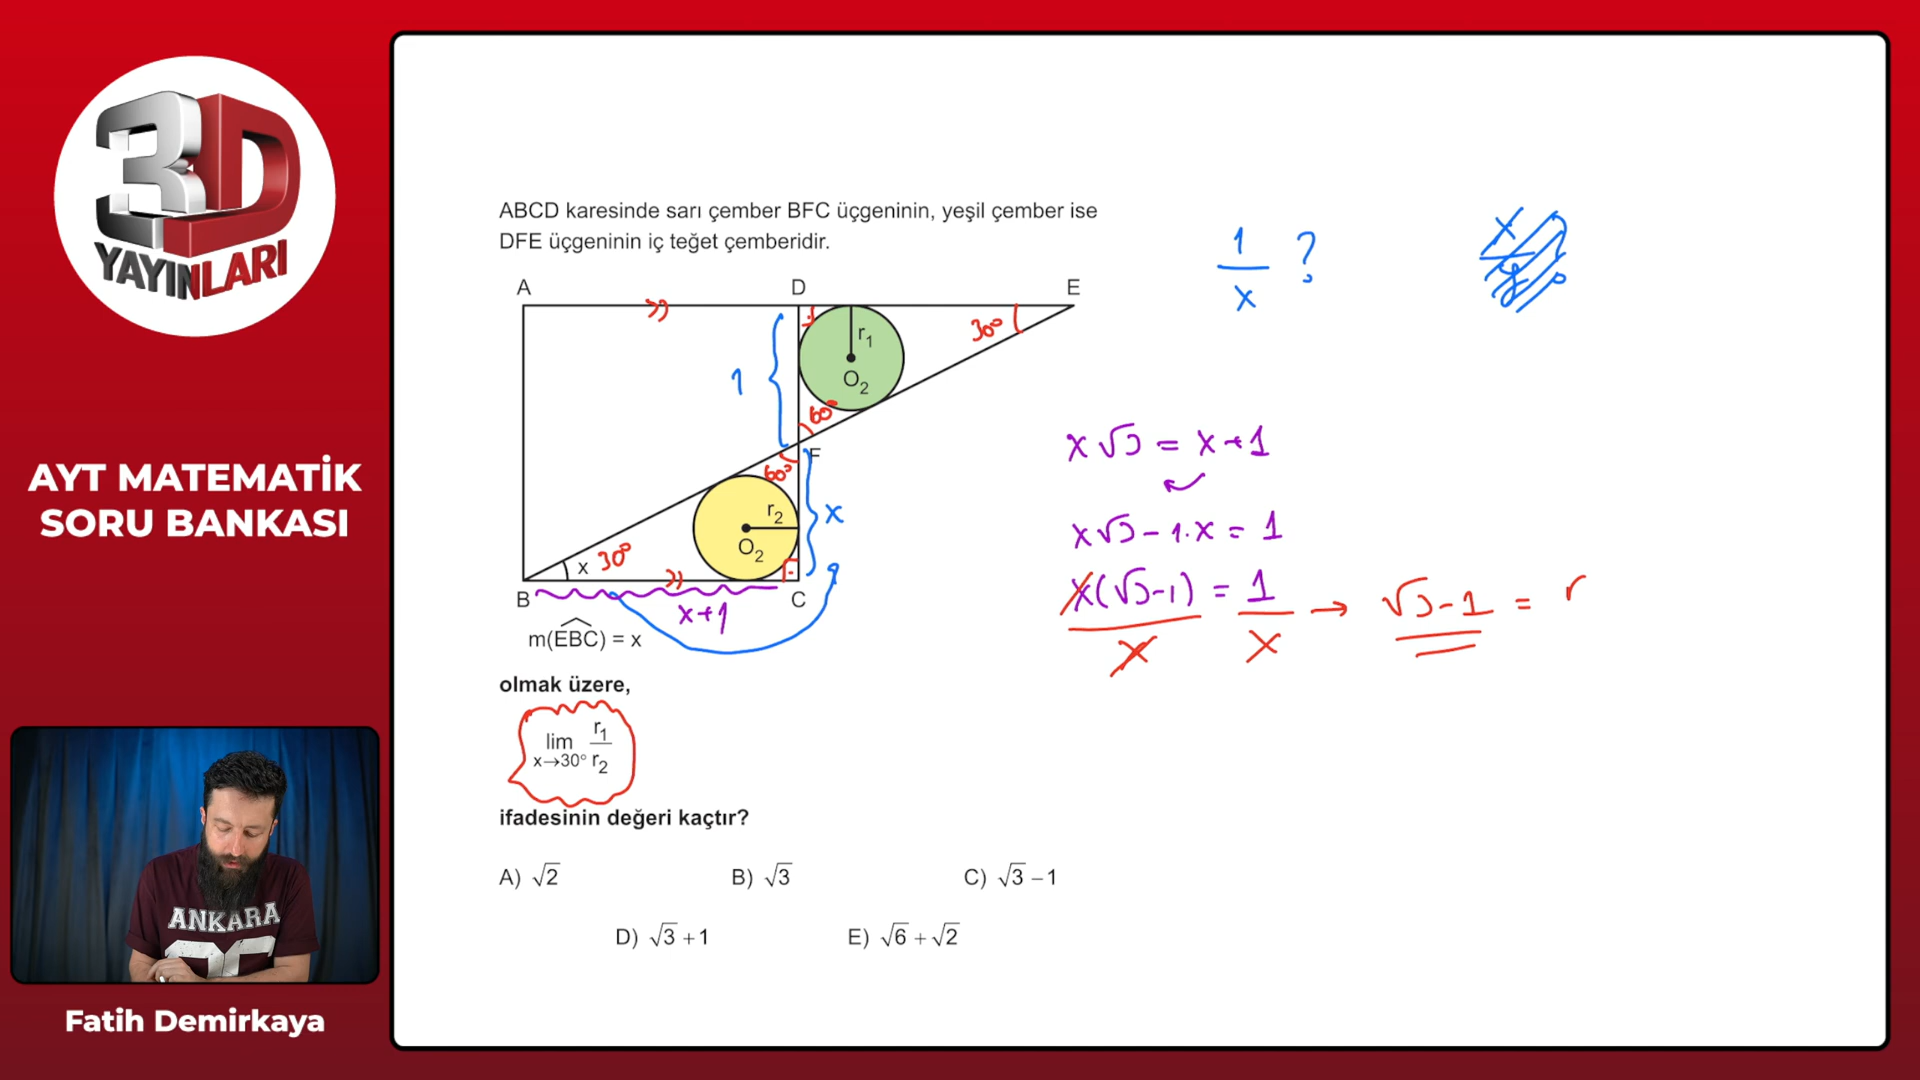 3D
YAYINLARI
AYT MATEMATİK
SORU BANKASI
ANKARA
Fatih Demirkaya
ABCD karesinde sarı çember BFC üçgeninin, yeşil çember ise
DFE üçgeninin iç teğet çemberidir.
A D E
r₁
O₂
30°
1
60°
F
60°
r₂
O₂
x
x 30°
B C
x+1
m(EBC) = x
olmak üzere,
lim r₁
x→30° r₂
ifadesinin değeri kaçtır?
A) √2 B) √3 C) √3 – 1
D) √3 + 1 E) √6 + √2
1/x ?
x√3 = x+1
x√3 - 1.x = 1
x(√3-1)/x = 1/x → √3-1 = r